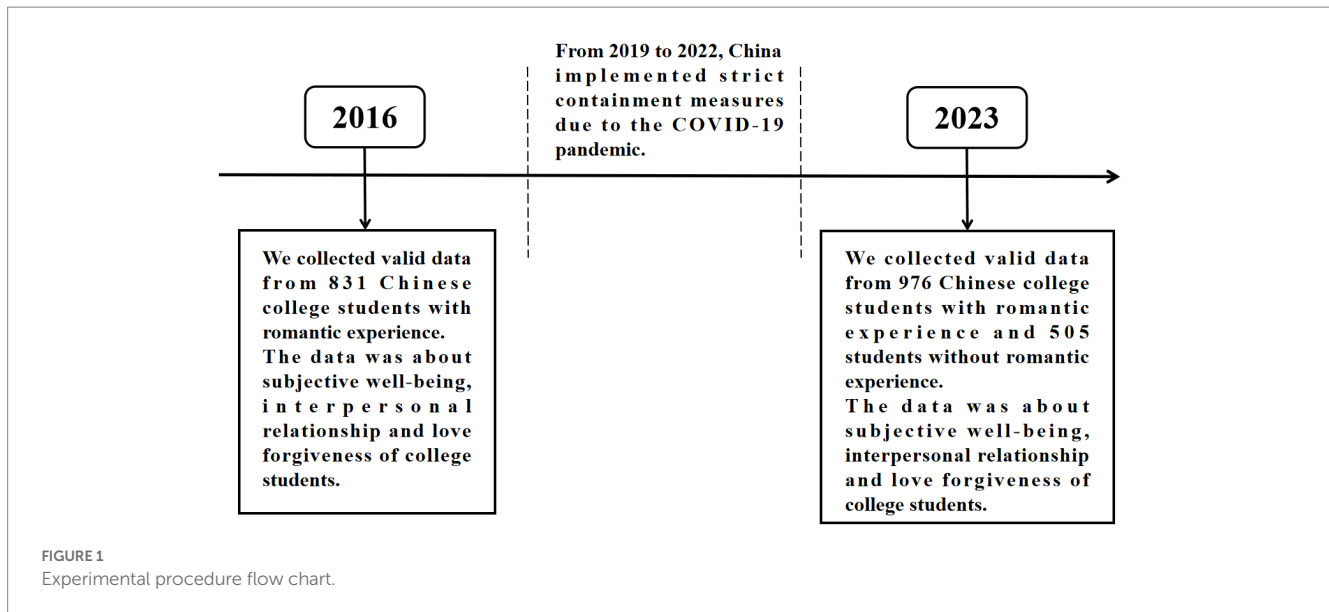 From 2019 to 2022, China
implemented strict
containment measures
due to the COVID-19
pandemic.
2016
2023
We collected valid data
from 831 Chinese
college students with
romantic experience.
The data was about
subjective well-being,
interpersonal
relationship and love
forgiveness of college
students.
We collected valid data
from 976 Chinese college
students with romantic
experience and 505
students without romantic
experience.
The data was about
subjective well-being,
interpersonal relationship
and love forgiveness of
college students.
FIGURE 1
Experimental procedure flow chart.